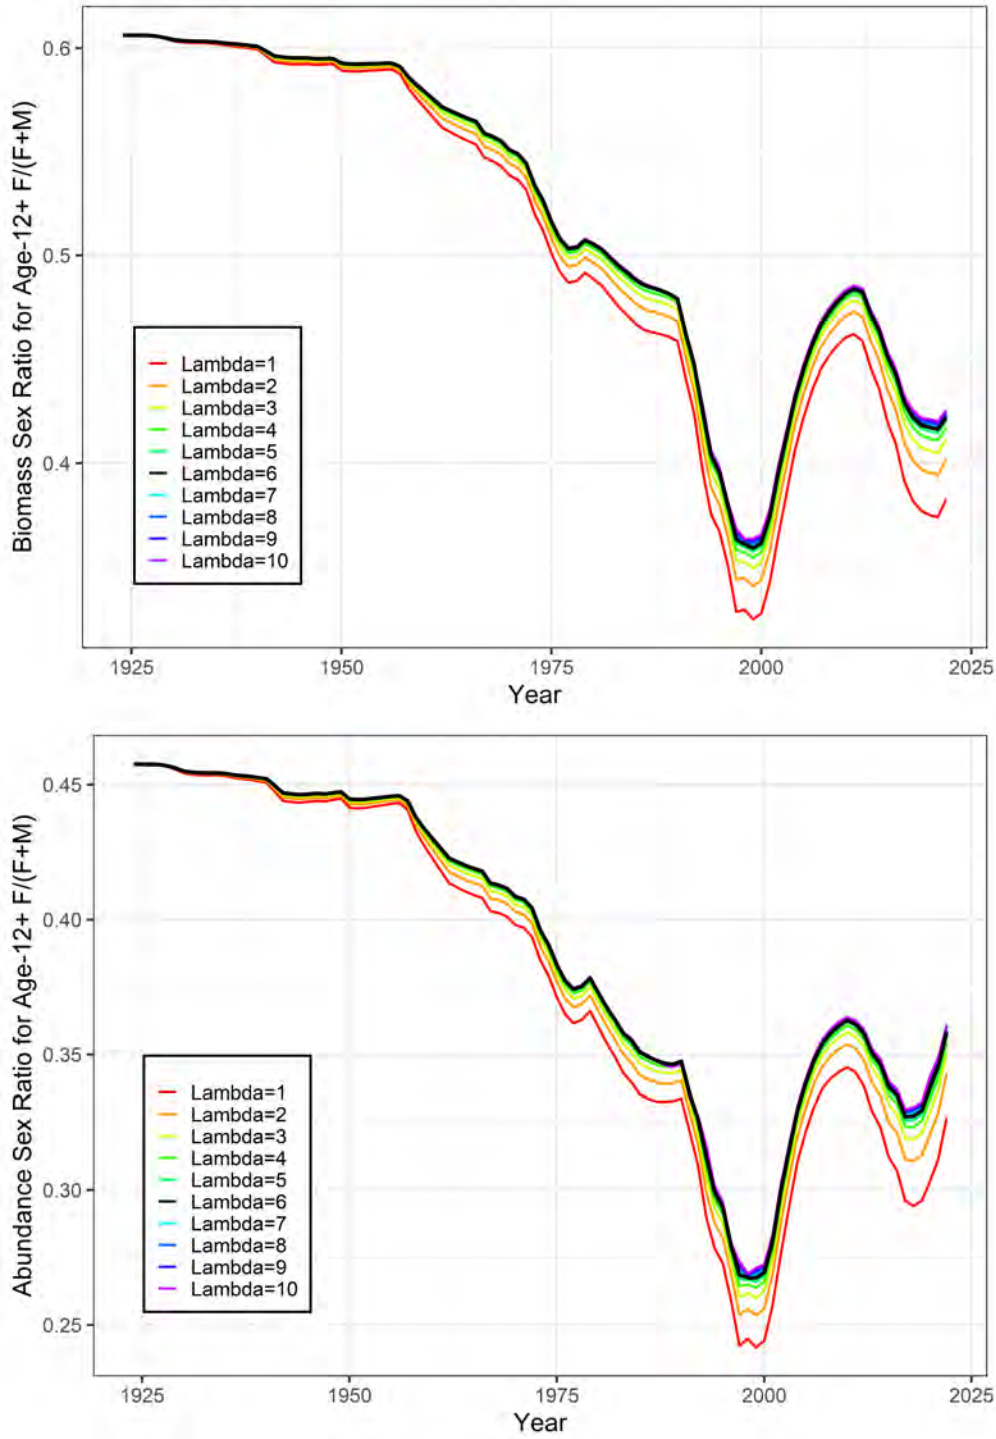 Biomass Sex Ratio for Age-12+ F/(F+M)
0.6
0.5
0.4
Lambda=1
Lambda=2
Lambda=3
Lambda=4
Lambda=5
Lambda=6
Lambda=7
Lambda=8
Lambda=9
Lambda=10
1925 1950 1975 2000 2025
Year
Abundance Sex Ratio for Age-12+ F/(F+M)
0.45
0.40
0.35
0.30
0.25
Lambda=1
Lambda=2
Lambda=3
Lambda=4
Lambda=5
Lambda=6
Lambda=7
Lambda=8
Lambda=9
Lambda=10
1925 1950 1975 2000 2025
Year